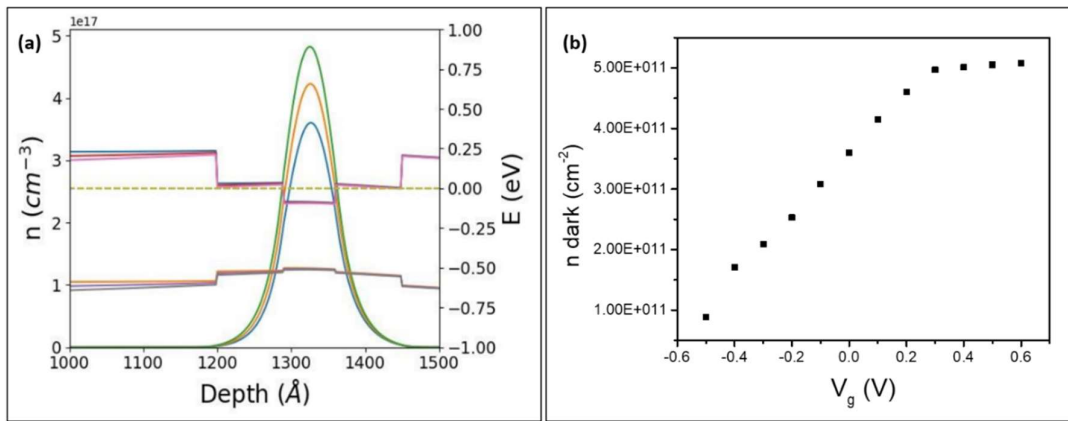 (a)
1e17
n (cm⁻³)
5
4
3
2
1
0
1000
1100
1200
1300
1400
1500
Depth (Å)
1.00
0.75
0.50
0.25
0.00
-0.25
-0.50
-0.75
-1.00
E (eV)
(b)
n dark (cm⁻²)
5.00E+011
4.00E+011
3.00E+011
2.00E+011
1.00E+011
-0.6
-0.4
-0.2
0.0
0.2
0.4
0.6
V_g (V)